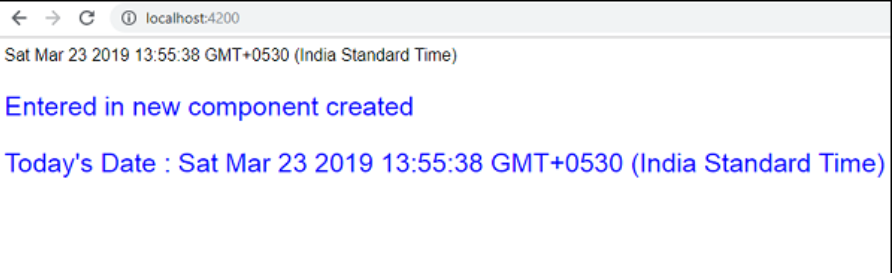 localhost:4200
Sat Mar 23 2019 13:55:38 GMT+0530 (India Standard Time)
Entered in new component created
Today's Date : Sat Mar 23 2019 13:55:38 GMT+0530 (India Standard Time)